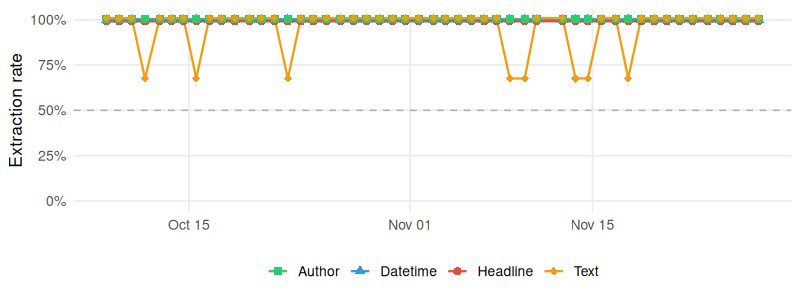 Extraction rate
100%
75%
50%
25%
0%
Oct 15 Nov 01 Nov 15
Author Datetime Headline Text